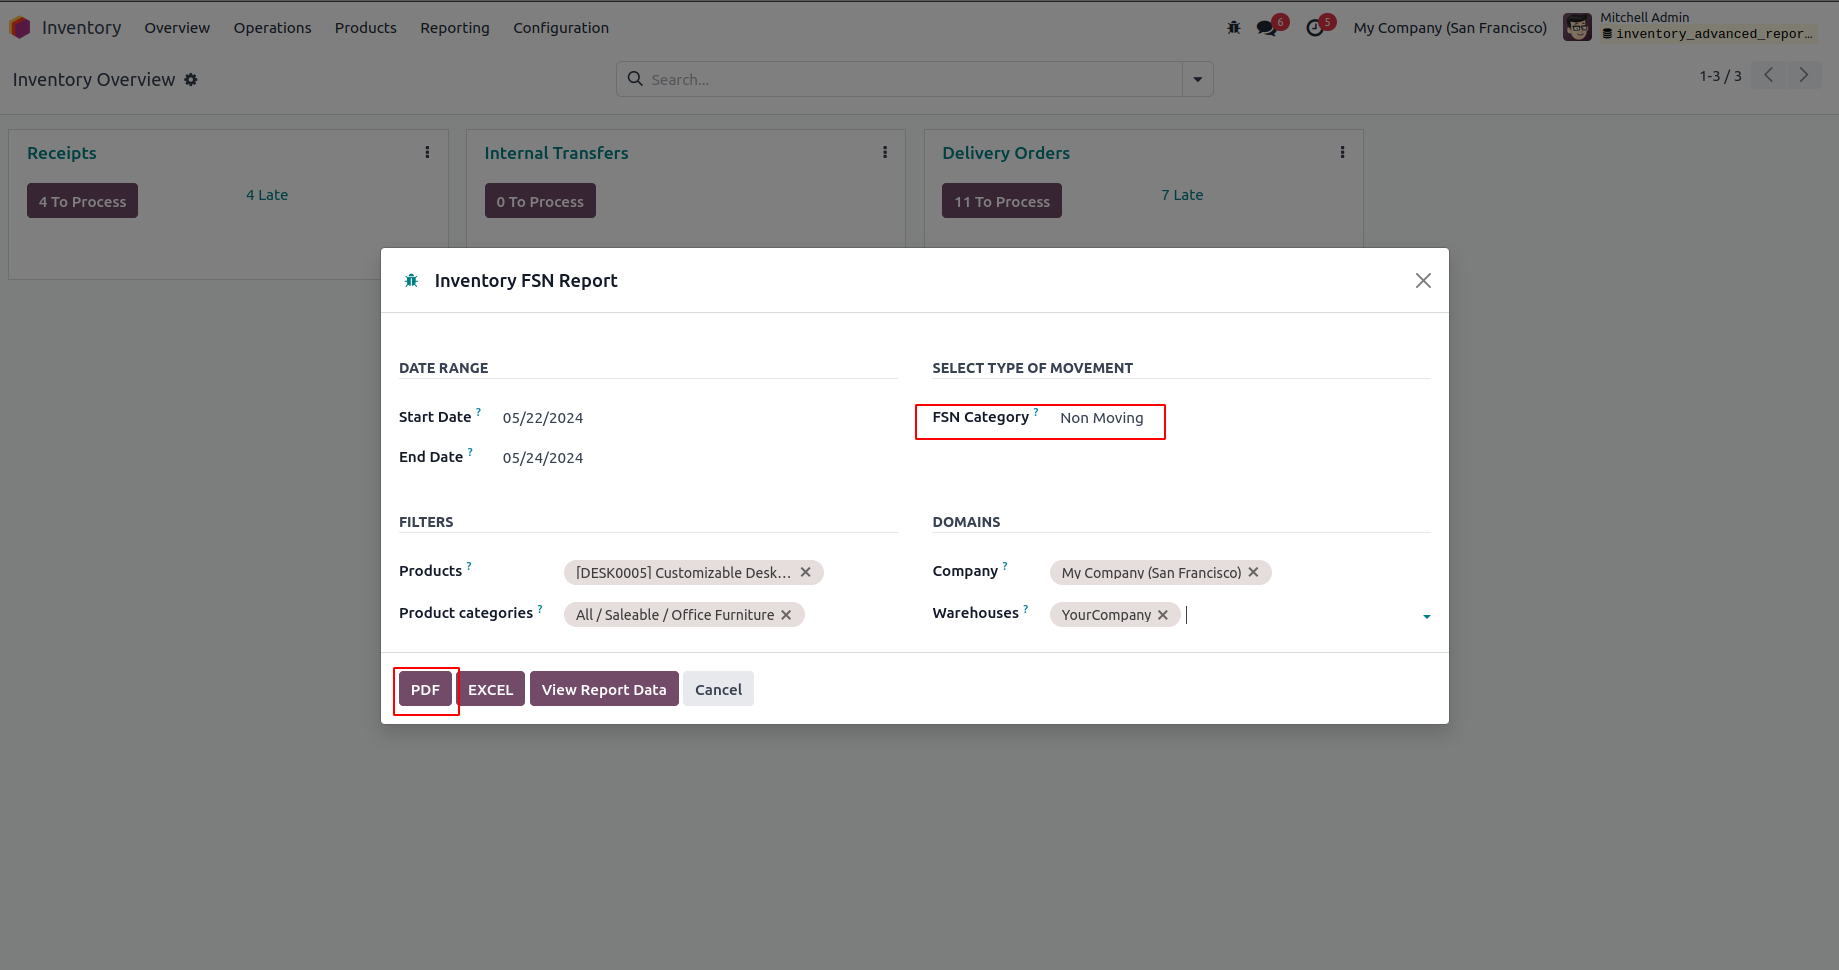 Inventory Overview Operations Products Reporting Configuration 6 5 My Company (San Francisco) Mitchell Admin
inventory_advanced_repor...
Inventory Overview Search... 1-3 / 3
Receipts Internal Transfers Delivery Orders
4 To Process 4 Late 0 To Process 11 To Process 7 Late
Inventory FSN Report
DATE RANGE SELECT TYPE OF MOVEMENT
Start Date ? 05/22/2024 FSN Category ? Non Moving
End Date ? 05/24/2024
FILTERS DOMAINS
Products ? [DESK0005] Customizable Desk... Company ? My Company (San Francisco)
Product categories ? All / Saleable / Office Furniture Warehouses ? YourCompany
PDF EXCEL View Report Data Cancel